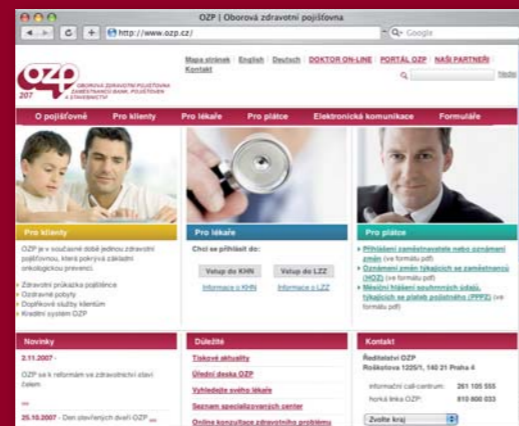 OZP | Oborová zdravotní pojišťovna
http://www.ozp.cz/
Google
Mapa stránek English Deutsch DOKTOR ON-LINE PORTÁL OZP NAŠI PARTNEŘI
Kontakt
OZP
207
OBOROVÁ ZDRAVOTNÍ POJIŠŤOVNA
ZAMĚSTNANCŮ BANK, POJIŠŤOVEN
A STAVEBNICTVÍ
hledej
O pojišťovně Pro klienty Pro lékaře Pro plátce Elektronická komunikace Formuláře
Pro klienty
OZP je v současné době jedinou zdravotní
pojišťovnou, která pokrývá základní
onkologickou prevenci.
Zdravotní průkazka pojištěnce
Ozdravné pobyty
Doplňkové služby klientům
Kreditní systém OZP
Pro lékaře
Chci se přihlásit do:
Vstup do KHN Vstup do LZZ
Informace o KHN Informace o LZZ
Pro plátce
Přihlášení zaměstnavatele nebo oznámení
změn (ve formátu pdf)
Oznámení změn týkajících se zaměstnanců
(HOZ) (ve formátu pdf)
Měsíční hlášení souhrnných údajů,
týkajících se plateb pojistného (PPPZ) (ve
formátu pdf)
Novinky
2.11.2007 -
OZP se k reformám ve zdravotnictví staví
čelem
...
25.10.2007 - Den otevřených dveří OZP ...
Důležité
Tiskové aktuality
Úřední deska OZP
Vyhledejte svého lékaře
Seznam specializovaných center
Online konzultace zdravotního problému
Kontakt
Ředitelství OZP
Roškotova 1225/1, 140 21 Praha 4
informační call-centrum: 261 105 555
horká linka OZP: 810 800 033
Zvolte kraj